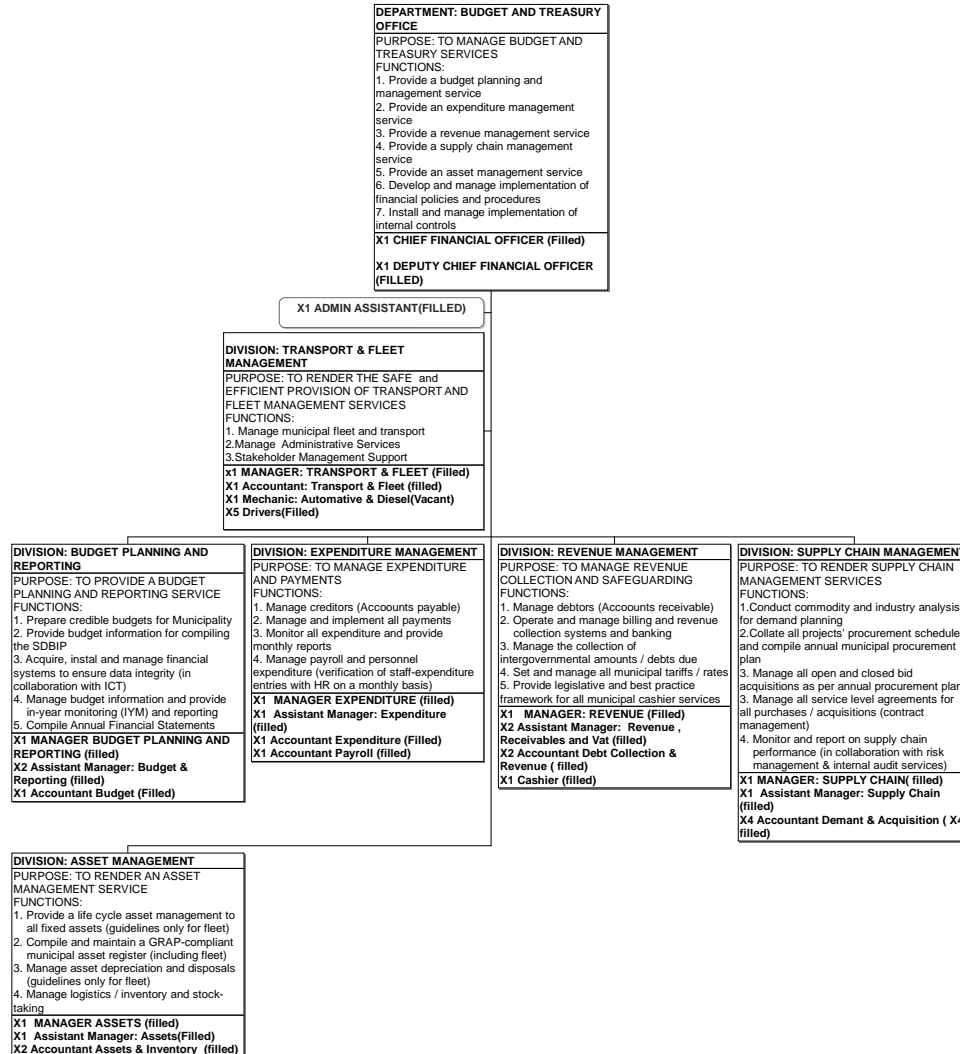 DEPARTMENT: BUDGET AND TREASURY
OFFICE
PURPOSE: TO MANAGE BUDGET AND
TREASURY SERVICES
FUNCTIONS:
1. Provide a budget planning and
management service
2. Provide an expenditure management
service
3. Provide a revenue management service
4. Provide a supply chain management
service
5. Provide an asset management service
6. Develop and manage implementation of
financial policies and procedures
7. Install and manage implementation of
internal controls
X1 CHIEF FINANCIAL OFFICER (Filled)
X1 DEPUTY CHIEF FINANCIAL OFFICER
(FILLED)
X1 ADMIN ASSISTANT(FILLED)
DIVISION: TRANSPORT & FLEET
MANAGEMENT
PURPOSE: TO RENDER THE SAFE and
EFFICIENT PROVISION OF TRANSPORT AND
FLEET MANAGEMENT SERVICES
FUNCTIONS:
1. Manage municipal fleet and transport
2.Manage Administrative Services
3.Stakeholder Management Support
x1 MANAGER: TRANSPORT & FLEET (Filled)
X1 Accountant: Transport & Fleet (filled)
X1 Mechanic: Automative & Diesel(Vacant)
X5 Drivers(Filled)
DIVISION: BUDGET PLANNING AND
REPORTING
PURPOSE: TO PROVIDE A BUDGET
PLANNING AND REPORTING SERVICE
FUNCTIONS:
1. Prepare credible budgets for Municipality
2. Provide budget information for compiling
the SDBIP
3. Acquire, instal and manage financial
systems to ensure data integrity (in
collaboration with ICT)
4. Manage budget information and provide
in-year monitoring (IYM) and reporting
5. Compile Annual Financial Statements
X1 MANAGER BUDGET PLANNING AND
REPORTING (filled)
X2 Assistant Manager: Budget &
Reporting (filled)
X1 Accountant Budget (Filled)
DIVISION: EXPENDITURE MANAGEMENT
PURPOSE: TO MANAGE EXPENDITURE
AND PAYMENTS
FUNCTIONS:
1. Manage creditors (Accounts payable)
2. Manage and implement all payments
3. Monitor all expenditure and provide
monthly reports
4. Manage payroll and personnel
expenditure (verification of staff-expenditure
entries with HR on a monthly basis)
X1 MANAGER EXPENDITURE (filled)
X1 Assistant Manager: Expenditure
(filled)
X1 Accountant Expenditure (Filled)
X1 Accountant Payroll (filled)
DIVISION: REVENUE MANAGEMENT
PURPOSE: TO MANAGE REVENUE
COLLECTION AND SAFEGUARDING
FUNCTIONS:
1. Manage debtors (Accounts receivable)
2. Operate and manage billing and revenue
collection systems and banking
3. Manage the collection of
intergovernmental amounts / debts due
4. Set and manage all municipal tariffs / rates
5. Provide legislative and best practice
framework for all municipal cashier services
X1 MANAGER: REVENUE (Filled)
X2 Assistant Manager: Revenue ,
Receivables and Vat (filled)
X2 Accountant Debt Collection &
Revenue ( filled)
X1 Cashier (filled)
DIVISION: SUPPLY CHAIN MANAGEMENT
PURPOSE: TO RENDER SUPPLY CHAIN
MANAGEMENT SERVICES
FUNCTIONS:
1.Conduct commodity and industry analysis
for demand planning
2.Collate all projects' procurement schedule
and compile annual municipal procurement
plan
3. Manage all open and closed bid
acquisitions as per annual procurement plan
3. Manage all service level agreements for
all purchases / acquisitions (contract
management)
4. Monitor and report on supply chain
performance (in collaboration with risk
management & internal audit services)
X1 MANAGER: SUPPLY CHAIN( filled)
X1 Assistant Manager: Supply Chain
(filled)
X4 Accountant Demant & Acquisition ( X4
filled)
DIVISION: ASSET MANAGEMENT
PURPOSE: TO RENDER AN ASSET
MANAGEMENT SERVICE
FUNCTIONS:
1. Provide a life cycle asset management to
all fixed assets (guidelines only for fleet)
2. Compile and maintain a GRAP-compliant
municipal asset register (including fleet)
3. Manage asset depreciation and disposals
(guidelines only for fleet)
4. Manage logistics / inventory and stock-
taking
X1 MANAGER ASSETS (filled)
X1 Assistant Manager: Assets(Filled)
X2 Accountant Assets & Inventory (filled)